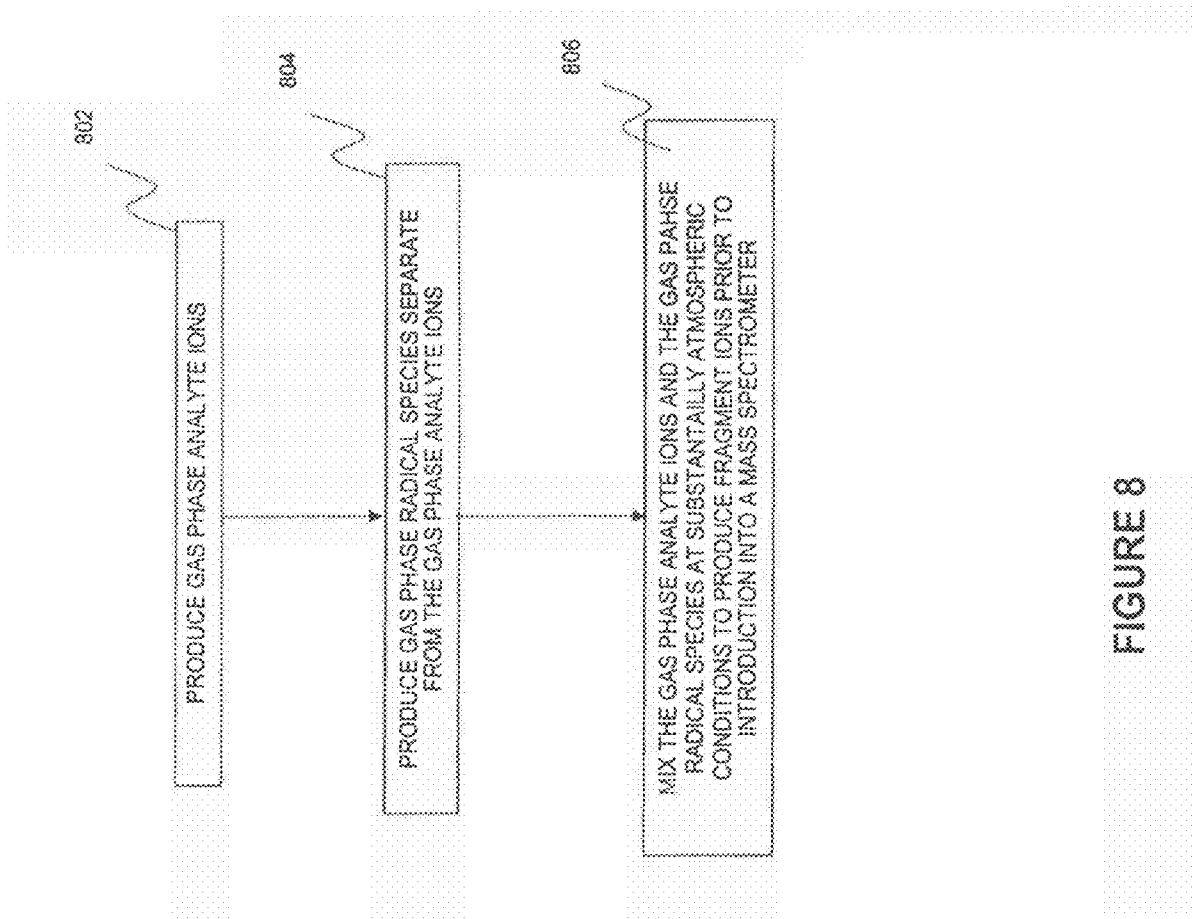 802
PRODUCE GAS PHASE ANALYTE IONS
804
PRODUCE GAS PHASE RADICAL SPECIES SEPARATE
FROM THE GAS PHASE ANALYTE IONS
806
MIX THE GAS PHASE ANALYTE IONS AND THE GAS PAHSE
RADICAL SPECIES AT SUBSTANTAILLY ATMOSPHERIC
CONDITIONS TO PRODUCE FRAGMENT IONS PRIOR TO
INTRODUCTION INTO A MASS SPECTROMETER
FIGURE 8